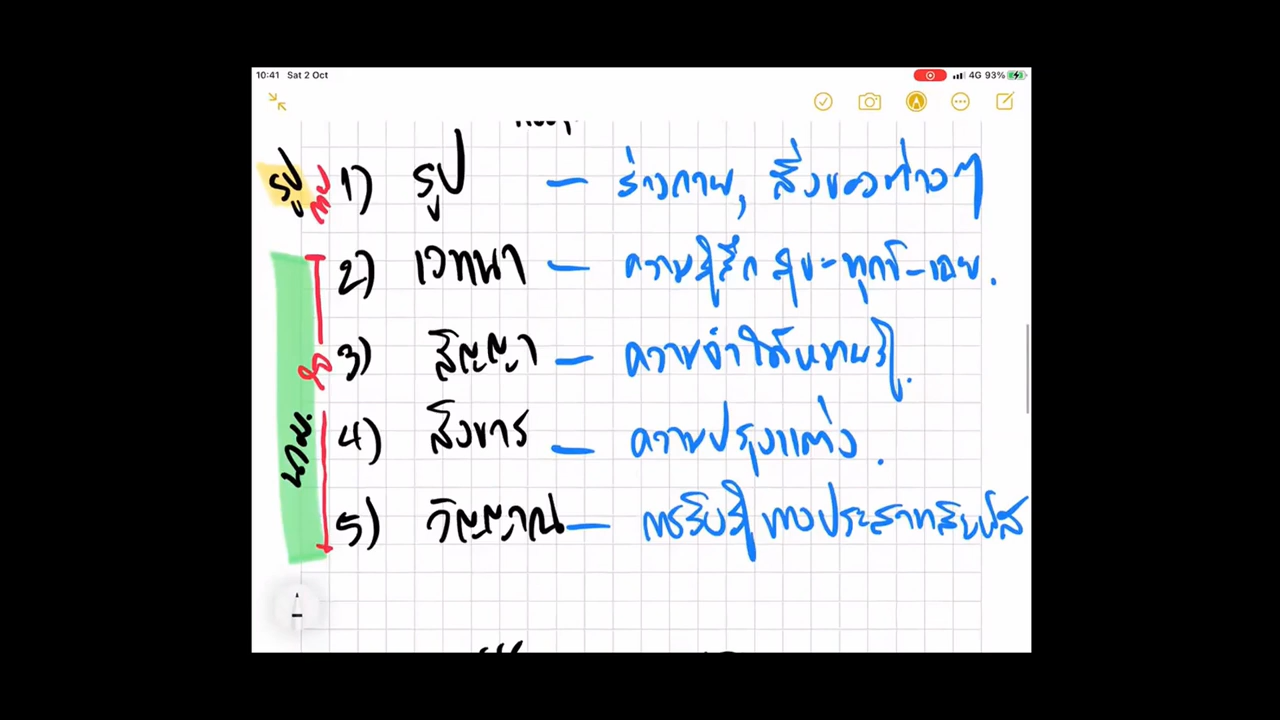 10:41 Sat 2 Oct
4G 93%
รูป กาย 1) รูป — ร่างกาย, สิ่งของต่างๆ
2) เวทนา — ความรู้สึก สุข-ทุกข์-เฉย.
3) สัญญา — ความจำได้หมายรู้.
จิต
4) สังขาร — ความปรุงแต่ง.
นาม.
5) วิญญาณ — การรับรู้ทางประสาทสัมผัส